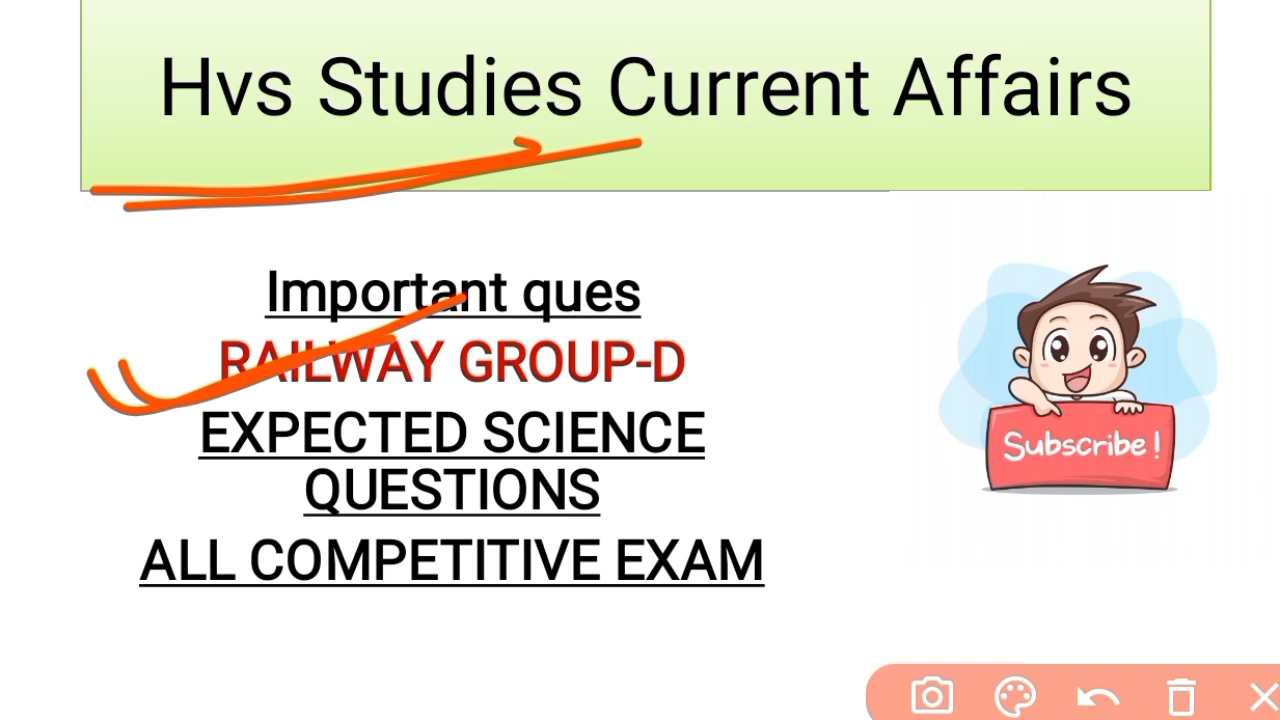 Hvs Studies Current Affairs
Important ques
RAILWAY GROUP-D
EXPECTED SCIENCE
QUESTIONS
ALL COMPETITIVE EXAM
Subscribe!